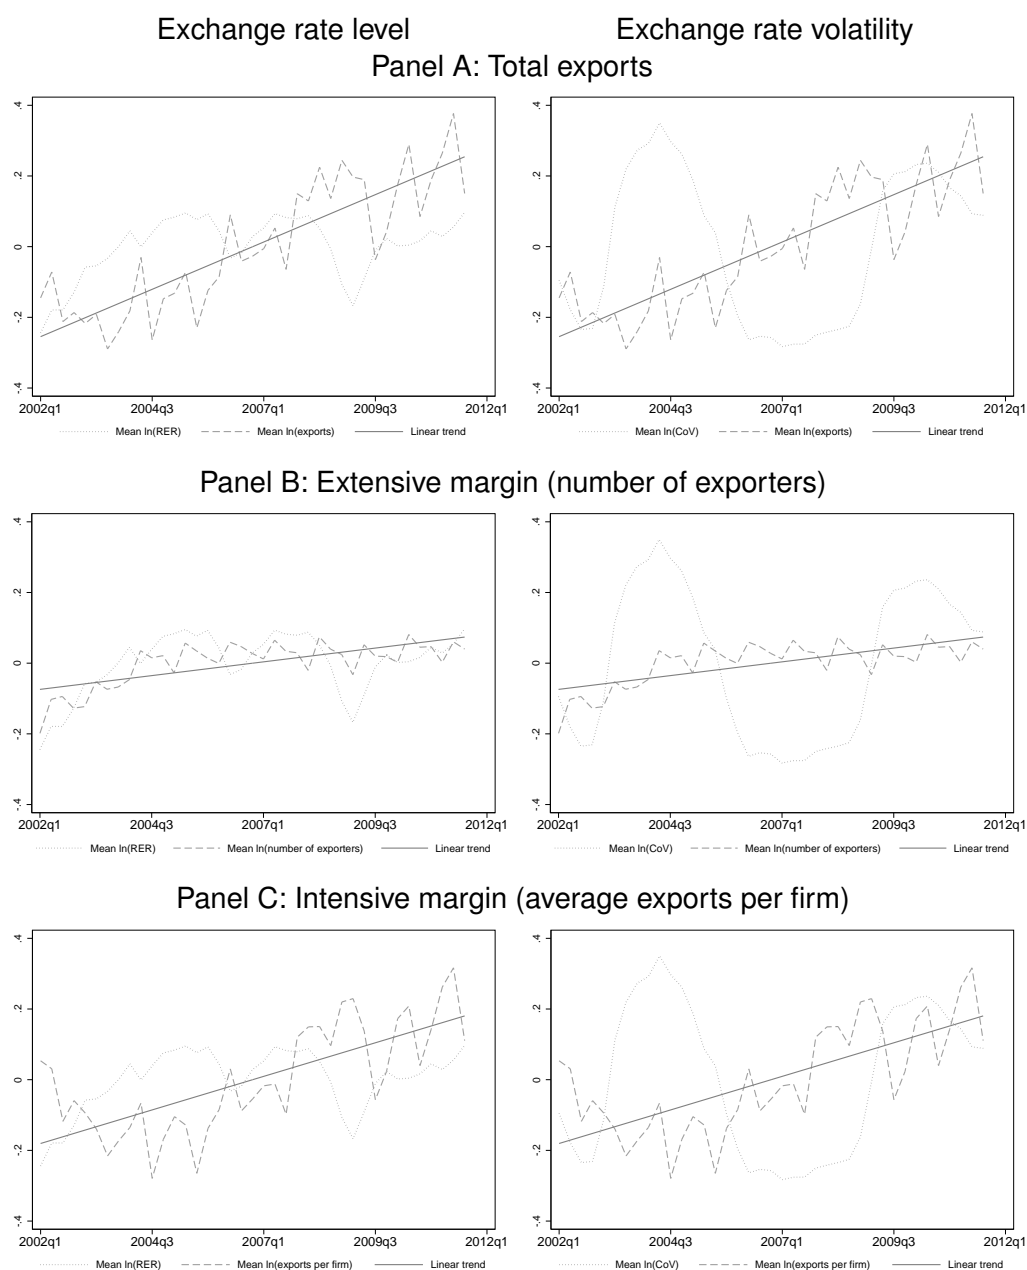 Exchange rate level Exchange rate volatility
Panel A: Total exports
.4 .2 0 -.2 -.4
2002q1 2004q3 2007q1 2009q3 2012q1
Mean ln(RER) Mean ln(exports) Linear trend
.4 .2 0 -.2 -.4
2002q1 2004q3 2007q1 2009q3 2012q1
Mean ln(CoV) Mean ln(exports) Linear trend
Panel B: Extensive margin (number of exporters)
.4 .2 0 -.2 -.4
2002q1 2004q3 2007q1 2009q3 2012q1
Mean ln(RER) Mean ln(number of exporters) Linear trend
.4 .2 0 -.2 -.4
2002q1 2004q3 2007q1 2009q3 2012q1
Mean ln(CoV) Mean ln(number of exporters) Linear trend
Panel C: Intensive margin (average exports per firm)
.4 .2 0 -.2 -.4
2002q1 2004q3 2007q1 2009q3 2012q1
Mean ln(RER) Mean ln(exports per firm) Linear trend
.4 .2 0 -.2 -.4
2002q1 2004q3 2007q1 2009q3 2012q1
Mean ln(CoV) Mean ln(exports per firm) Linear trend